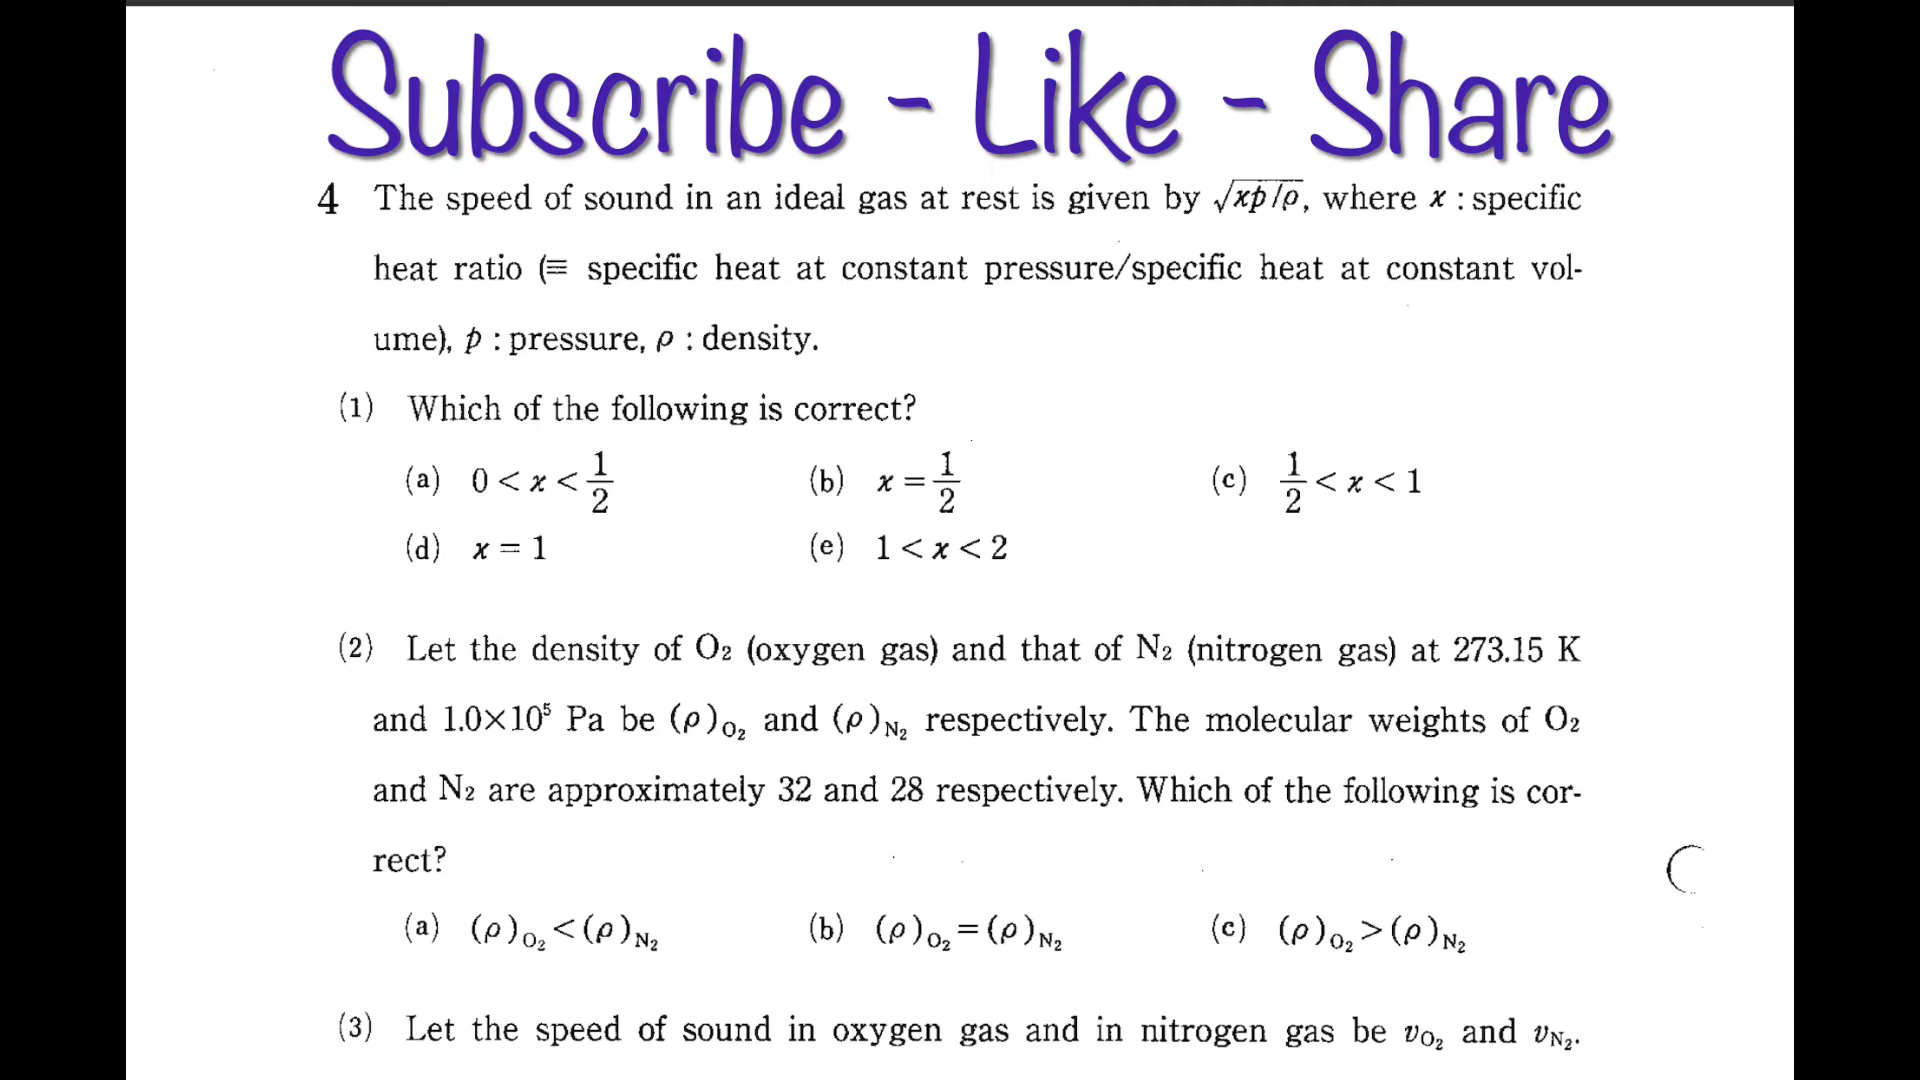 Subscribe - Like - Share
4 The speed of sound in an ideal gas at rest is given by √xp/ρ, where x : specific
heat ratio (≡ specific heat at constant pressure/specific heat at constant vol-
ume), p : pressure, ρ : density.
(1) Which of the following is correct?
(a) 0 < x < 1/2 (b) x = 1/2 (c) 1/2 < x < 1
(d) x = 1 (e) 1 < x < 2
(2) Let the density of O₂ (oxygen gas) and that of N₂ (nitrogen gas) at 273.15 K
and 1.0×10⁵ Pa be (ρ)O₂ and (ρ)N₂ respectively. The molecular weights of O₂
and N₂ are approximately 32 and 28 respectively. Which of the following is cor-
rect?
(a) (ρ)O₂ < (ρ)N₂ (b) (ρ)O₂ = (ρ)N₂ (c) (ρ)O₂ > (ρ)N₂
(3) Let the speed of sound in oxygen gas and in nitrogen gas be vO₂ and vN₂.